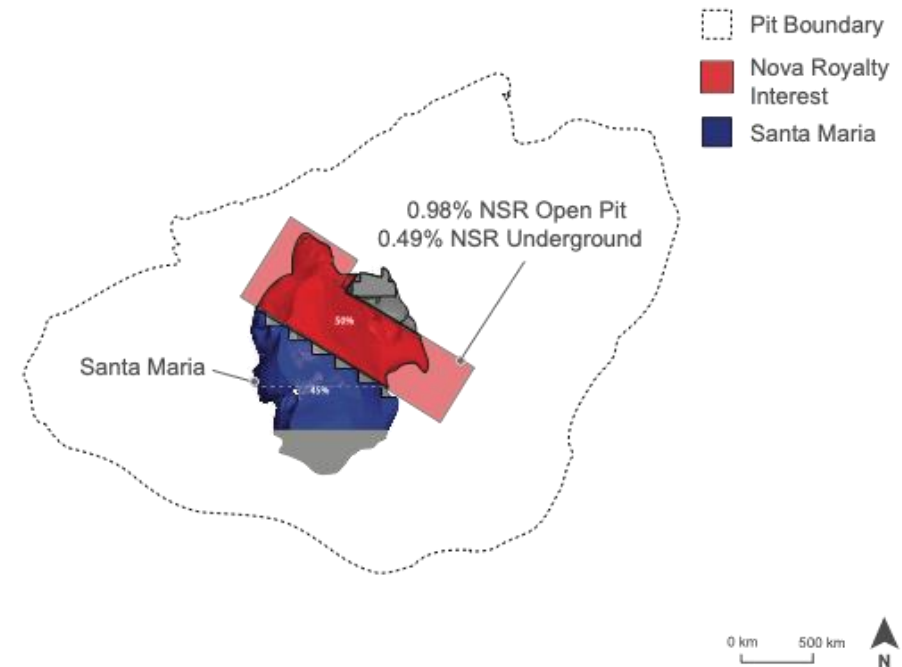 Pit Boundary
Nova Royalty
Interest
Santa Maria
0.98% NSR Open Pit
0.49% NSR Underground
50%
Santa Maria
45%
0 km 500 km
N